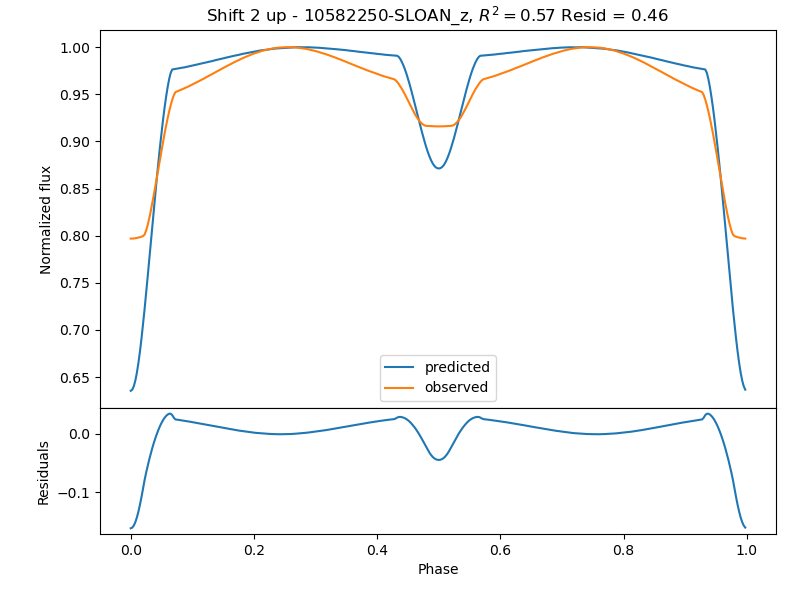 Shift 2 up - 10582250-SLOAN_z, R² = 0.57 Resid = 0.46
1.00
0.95
0.90
0.85
0.80
0.75
0.70
0.65
Normalized flux
predicted
observed
0.0
−0.1
Residuals
0.0 0.2 0.4 0.6 0.8 1.0
Phase